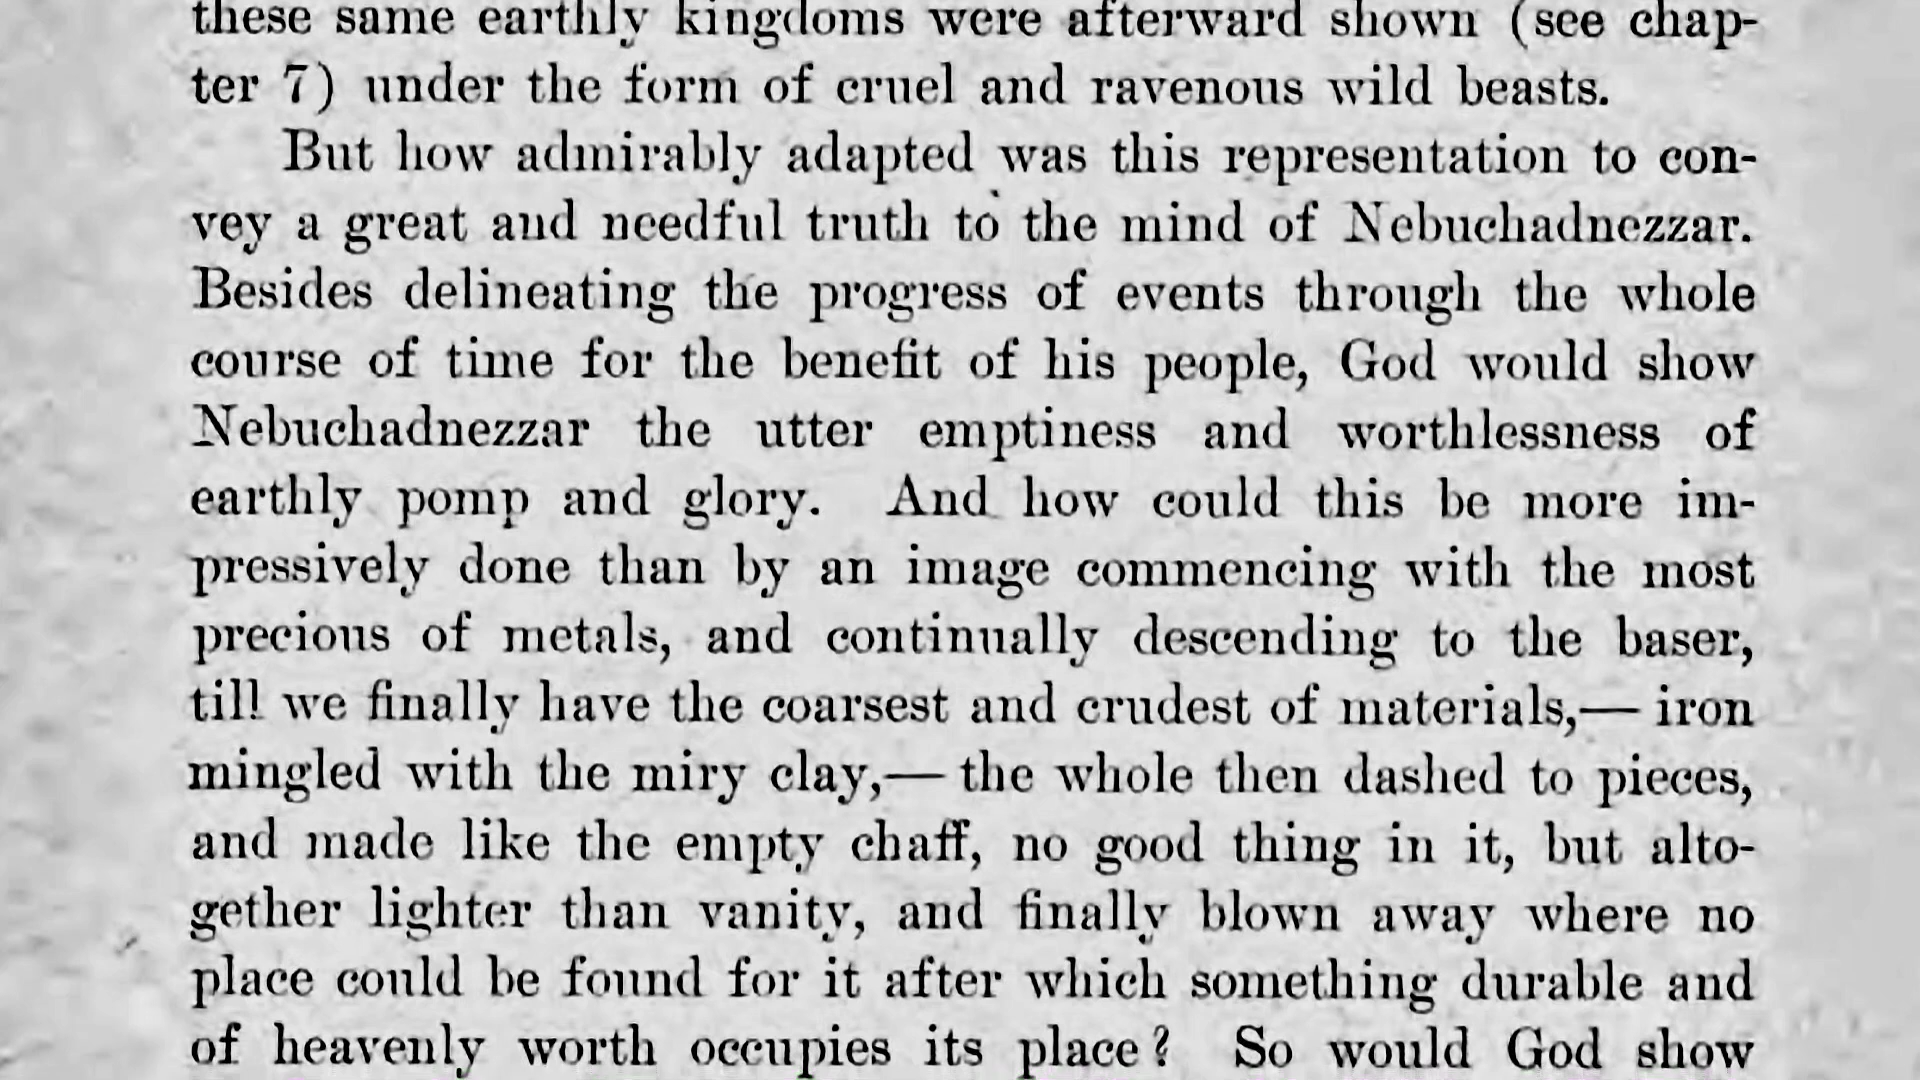 these same earthly kingdoms were afterward shown (see chap-
ter 7) under the form of cruel and ravenous wild beasts.
But how admirably adapted was this representation to con-
vey a great and needful truth to the mind of Nebuchadnezzar.
Besides delineating the progress of events through the whole
course of time for the benefit of his people, God would show
Nebuchadnezzar the utter emptiness and worthlessness of
earthly pomp and glory. And how could this be more im-
pressively done than by an image commencing with the most
precious of metals, and continually descending to the baser,
till we finally have the coarsest and crudest of materials,— iron
mingled with the miry clay,— the whole then dashed to pieces,
and made like the empty chaff, no good thing in it, but alto-
gether lighter than vanity, and finally blown away where no
place could be found for it after which something durable and
of heavenly worth occupies its place? So would God show